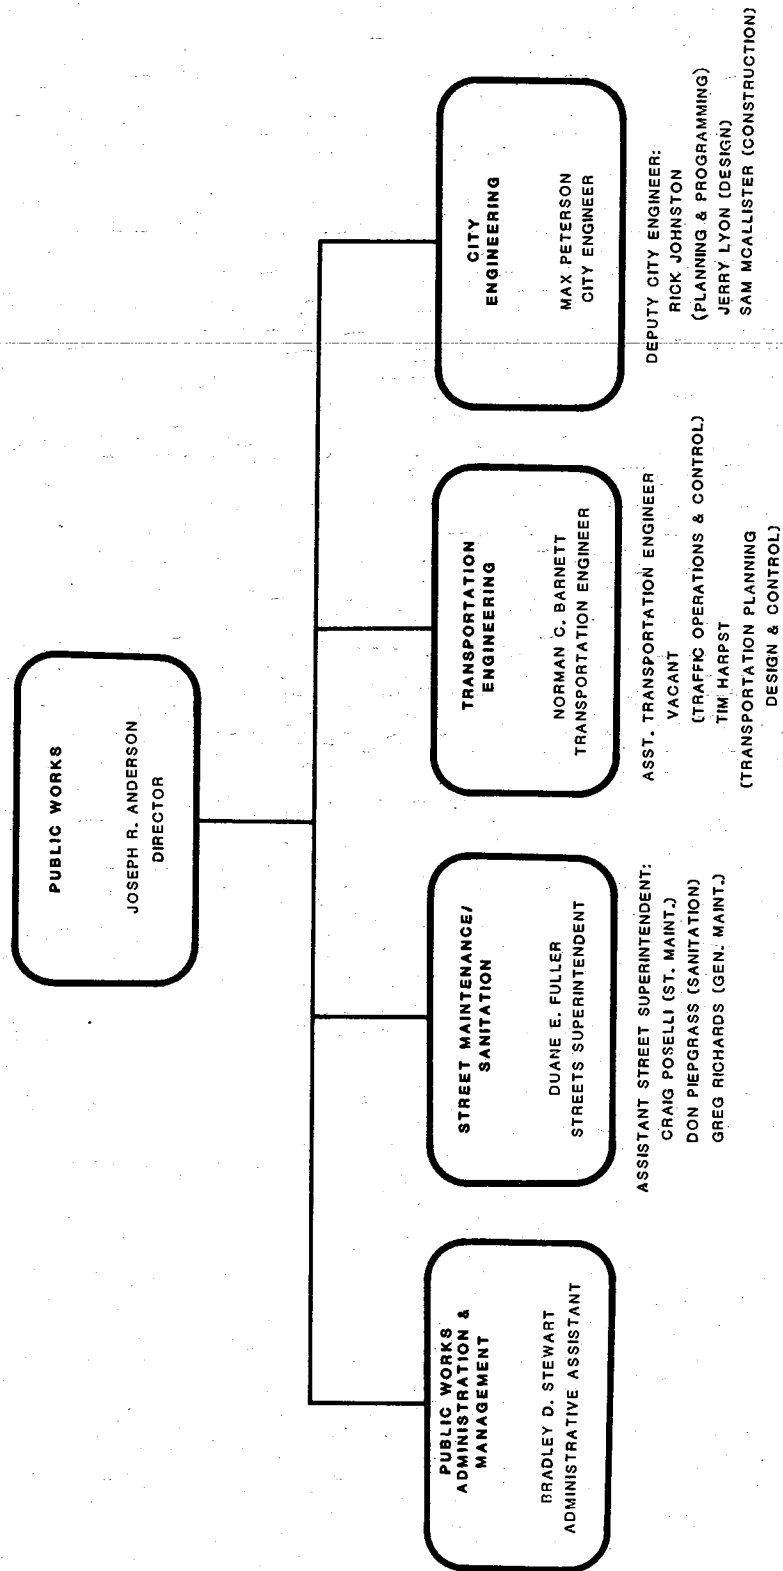 PUBLIC WORKS
JOSEPH R. ANDERSON
DIRECTOR
PUBLIC WORKS
ADMINISTRATION &
MANAGEMENT
BRADLEY D. STEWART
ADMINISTRATIVE ASSISTANT
STREET MAINTENANCE/
SANITATION
DUANE E. FULLER
STREETS SUPERINTENDENT
ASSISTANT STREET SUPERINTENDENT:
CRAIG POSELLI (ST. MAINT.)
DON PIEPGRASS (SANITATION)
GREG RICHARDS (GEN. MAINT.)
TRANSPORTATION
ENGINEERING
NORMAN C. BARNETT
TRANSPORTATION ENGINEER
ASST. TRANSPORTATION ENGINEER
VACANT
(TRAFFIC OPERATIONS & CONTROL)
TIM HARPST
(TRANSPORTATION PLANNING
DESIGN & CONTROL)
CITY
ENGINEERING
MAX PETERSON
CITY ENGINEER
DEPUTY CITY ENGINEER:
RICK JOHNSTON
(PLANNING & PROGRAMMING)
JERRY LYON (DESIGN)
SAM MCALLISTER (CONSTRUCTION)